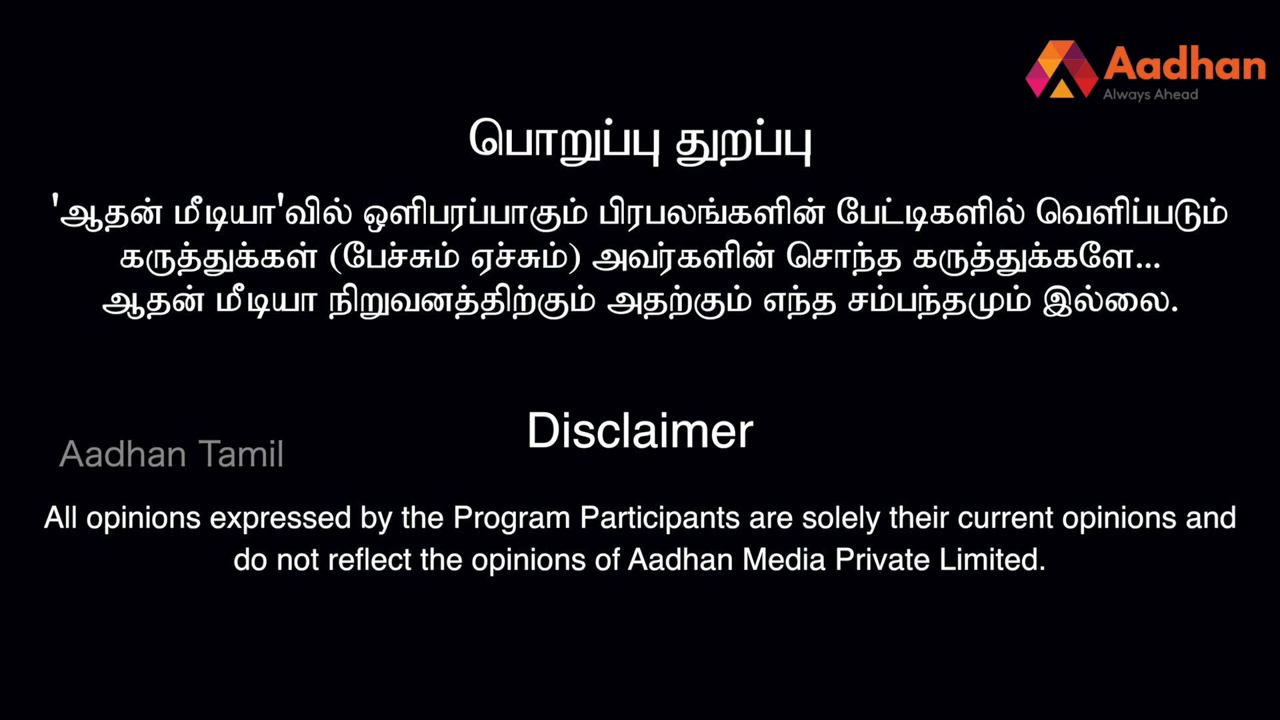 Aadhan
Always Ahead
பொறுப்பு துறப்பு
'ஆதன் மீடியா'வில் ஒளிபரப்பாகும் பிரபலங்களின் பேட்டிகளில் வெளிப்படும்
கருத்துக்கள் (பேச்சும் ஏச்சும்) அவர்களின் சொந்த கருத்துக்களே...
ஆதன் மீடியா நிறுவனத்திற்கும் அதற்கும் எந்த சம்பந்தமும் இல்லை.
Disclaimer
Aadhan Tamil
All opinions expressed by the Program Participants are solely their current opinions and
do not reflect the opinions of Aadhan Media Private Limited.